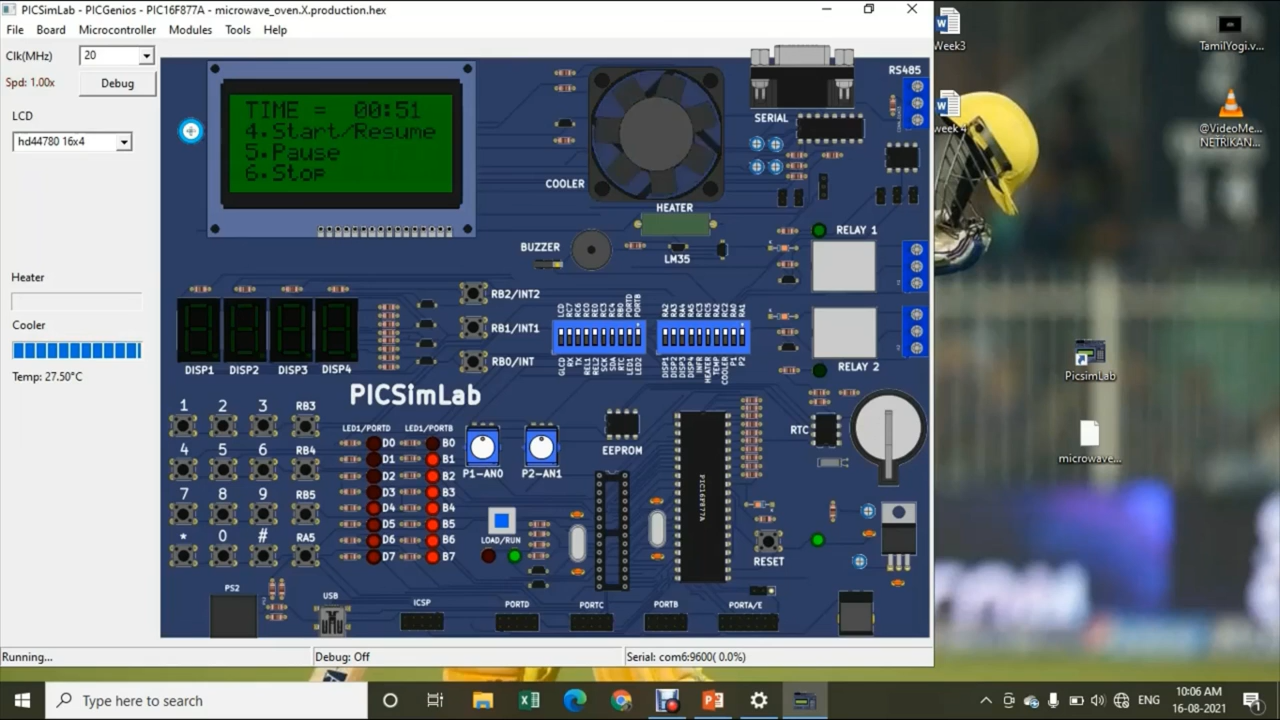 PICSimLab - PICGenios - PIC16F877A - microwave_oven.X.production.hex
File Board Microcontroller Modules Tools Help
Clk(MHz) 20
Spd: 1.00x Debug
LCD
hd44780 16x4
Heater
Cooler
Temp: 27.50°C
TIME = 00:51
4.Start/Resume
5.Pause
6.Stop
COOLER
HEATER
BUZZER
LM35
SERIAL
RS485
RELAY 1
RELAY 2
RB2/INT2
RB1/INT1
RB0/INT
DISP1 DISP2 DISP3 DISP4
PICSimLab
1 2 3 RB3
4 5 6 RB4
7 8 9 RB5
* 0 # RA5
LED1/PORTD LED1/PORTB
D0 B0
D1 B1
D2 B2
D3 B3
D4 B4
D5 B5
D6 B6
D7 B7
P1-AN0 P2-AN1
EEPROM
LOAD/RUN
PIC16F877A
RTC
RESET
PS2
USB
ICSP
PORTD
PORTC
PORTB
PORTA/E
Running...
Debug: Off
Serial: com6:9600( 0.0%)
Week3
week 4
TamilYogi.v...
@VideoMe...
NETRIKAN...
PicsimLab
microwave...
Type here to search
ENG
10:06 AM
16-08-2021